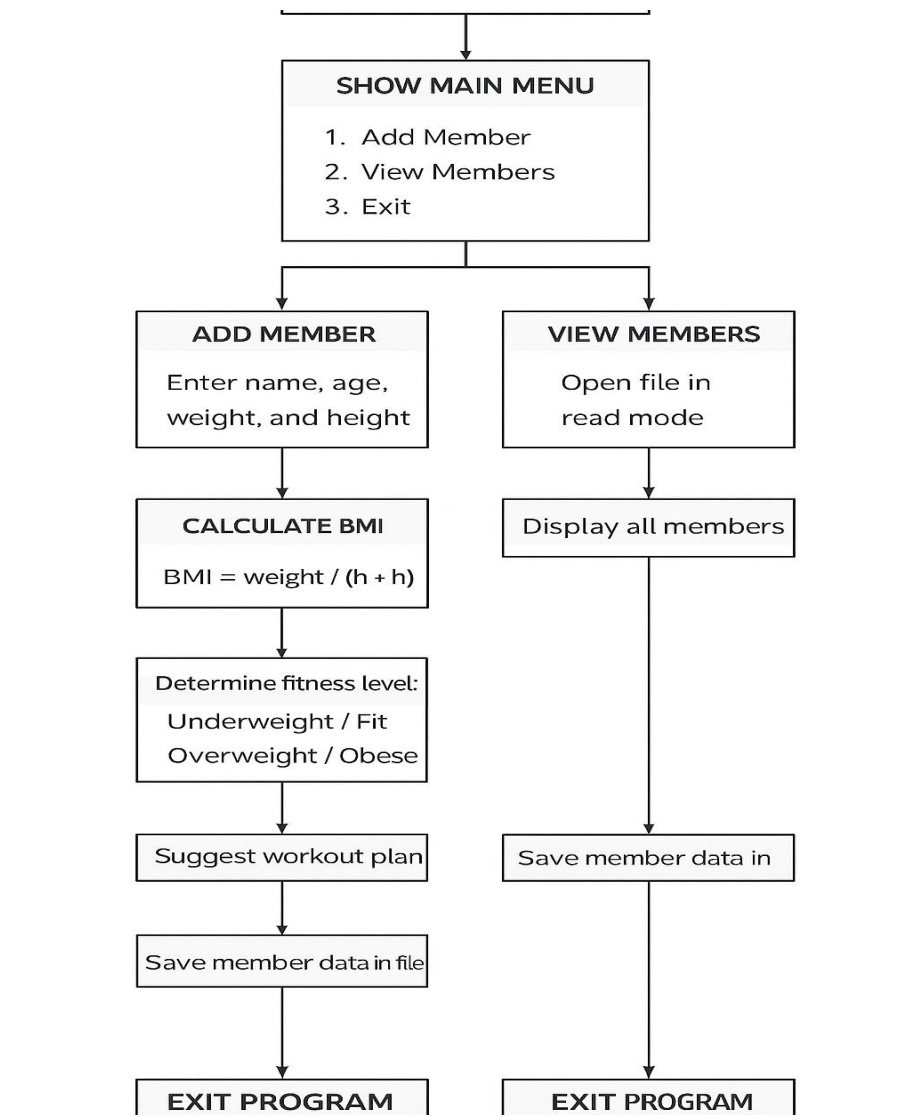 SHOW MAIN MENU
1. Add Member
2. View Members
3. Exit
ADD MEMBER
Enter name, age,
weight, and height
CALCULATE BMI
BMI = weight / (h + h)
Determine fitness level:
Underweight / Fit
Overweight / Obese
Suggest workout plan
Save member data in file
EXIT PROGRAM
VIEW MEMBERS
Open file in
read mode
Display all members
Save member data in
EXIT PROGRAM